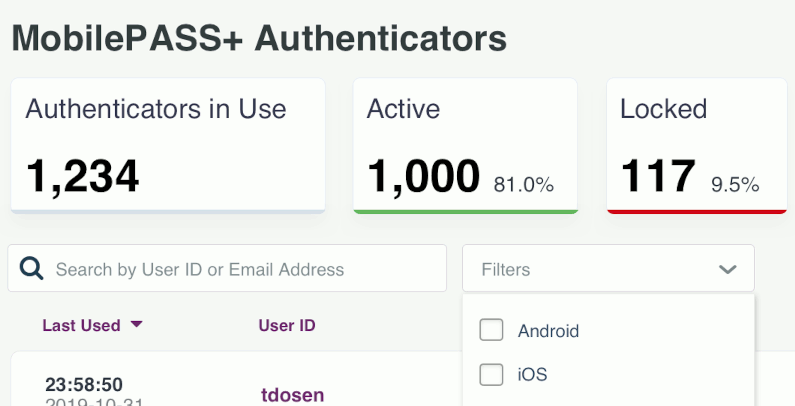 MobilePASS+ Authenticators
Authenticators in Use
1,234
Active
1,000 81.0%
Locked
117 9.5%
Search by User ID or Email Address
Filters
Last Used
User ID
Android
iOS
23:58:50
2019-10-31
tdosen